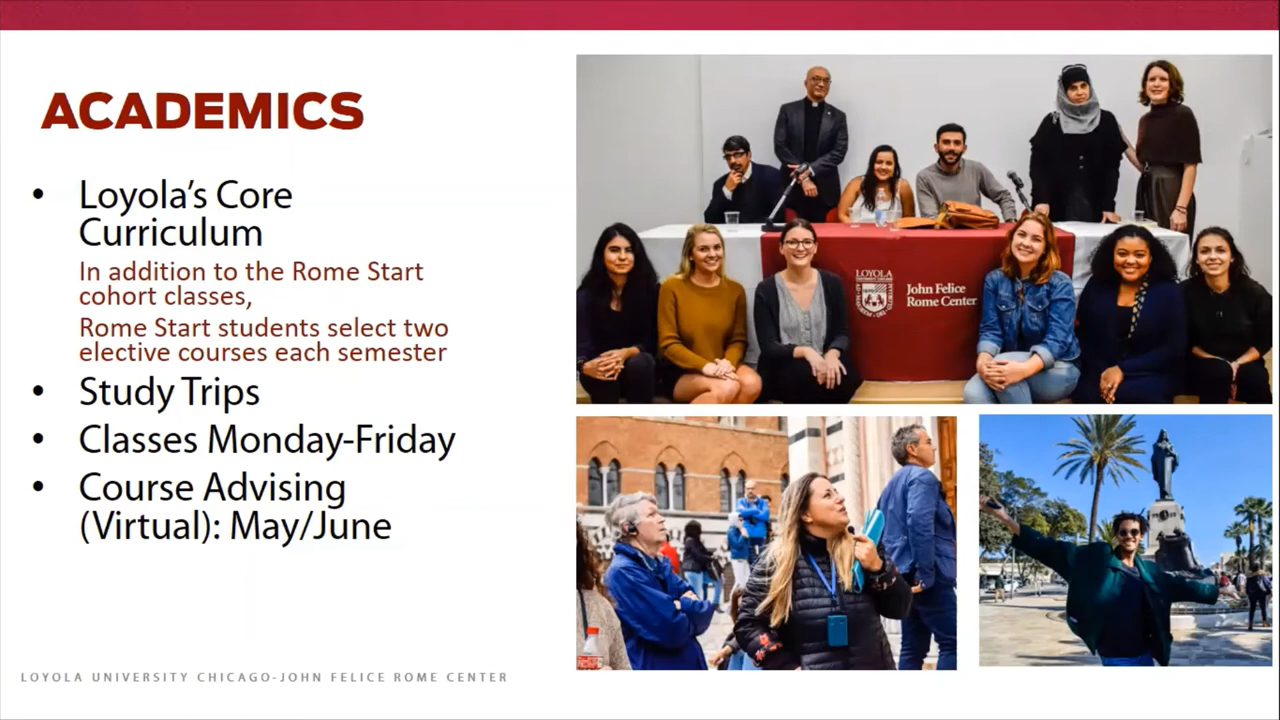 ACADEMICS
• Loyola's Core
Curriculum
In addition to the Rome Start
cohort classes,
Rome Start students select two
elective courses each semester
• Study Trips
• Classes Monday-Friday
• Course Advising
(Virtual): May/June
LOYOLA
John Felice
Rome Center
LOYOLA UNIVERSITY CHICAGO-JOHN FELICE ROME CENTER